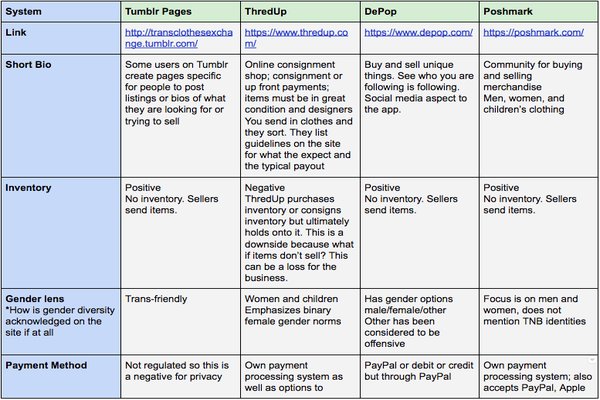 System
Tumblr Pages
ThredUp
DePop
Poshmark
Link
http://transclothesexcha
nge.tumblr.com/
https://www.thredup.co
m/
https://www.depop.com/
https://poshmark.com/
Short Bio
Some users on Tumblr
create pages specific
for people to post
listings or bios of what
they are looking for or
trying to sell
Online consignment
shop; consignment or
up front payments;
items must be in great
condition and designers
You send in clothes and
they sort. They list
guidelines on the site
for what the expect and
the typical payout
Buy and sell unique
things. See who you are
following is following.
Social media aspect to
the app.
Community for buying
and selling
merchandise
Men, women, and
children's clothing
Inventory
Positive
No inventory. Sellers
send items.
Negative
ThredUp purchases
inventory or consigns
inventory but ultimately
holds onto it. This is a
downside because what
if items don't sell? This
can be a loss for the
business.
Positive
No inventory. Sellers
send items.
Positive
No inventory. Sellers
send items.
Gender lens
*How is gender diversity
acknowledged on the
site if at all
Trans-friendly
Women and children
Emphasizes binary
female gender norms
Has gender options
male/female/other
Other has been
considered to be
offensive
Focus is on men and
women, does not
mention TNB identities
Payment Method
Not regulated so this is
a negative for privacy
Own payment
processing system as
well as options to
PayPal or debit or credit
but through PayPal
Own payment
processing system; also
accepts PayPal, Apple